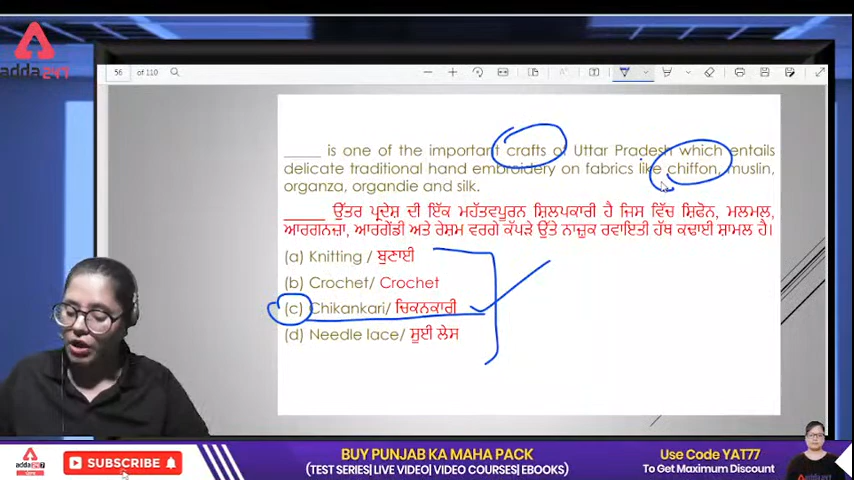 adda247
56 of 110
_____ is one of the important crafts of Uttar Pradesh which entails
delicate traditional hand embroidery on fabrics like chiffon, muslin,
organza, organdie and silk.
_____ ਉੱਤਰ ਪ੍ਰਦੇਸ਼ ਦੀ ਇੱਕ ਮਹੱਤਵਪੂਰਨ ਸ਼ਿਲਪਕਾਰੀ ਹੈ ਜਿਸ ਵਿੱਚ ਸ਼ਿਫੋਨ, ਮਲਮਲ,
ਆਰਗਨਜ਼ਾ, ਆਰਗੇਂਡੀ ਅਤੇ ਰੇਸ਼ਮ ਵਰਗੇ ਕੱਪੜੇ ਉੱਤੇ ਨਾਜ਼ੁਕ ਰਵਾਇਤੀ ਹੱਥ ਕਢਾਈ ਸ਼ਾਮਲ ਹੈ।
(a) Knitting / ਬੁਣਾਈ
(b) Crochet/ Crochet
(c) Chikankari/ ਚਿਕਨਕਾਰੀ
(d) Needle lace/ ਸੂਈ ਲੇਸ
SUBSCRIBE
BUY PUNJAB KA MAHA PACK
(TEST SERIES| LIVE VIDEO| VIDEO COURSES| EBOOKS)
Use Code YAT77
To Get Maximum Discount